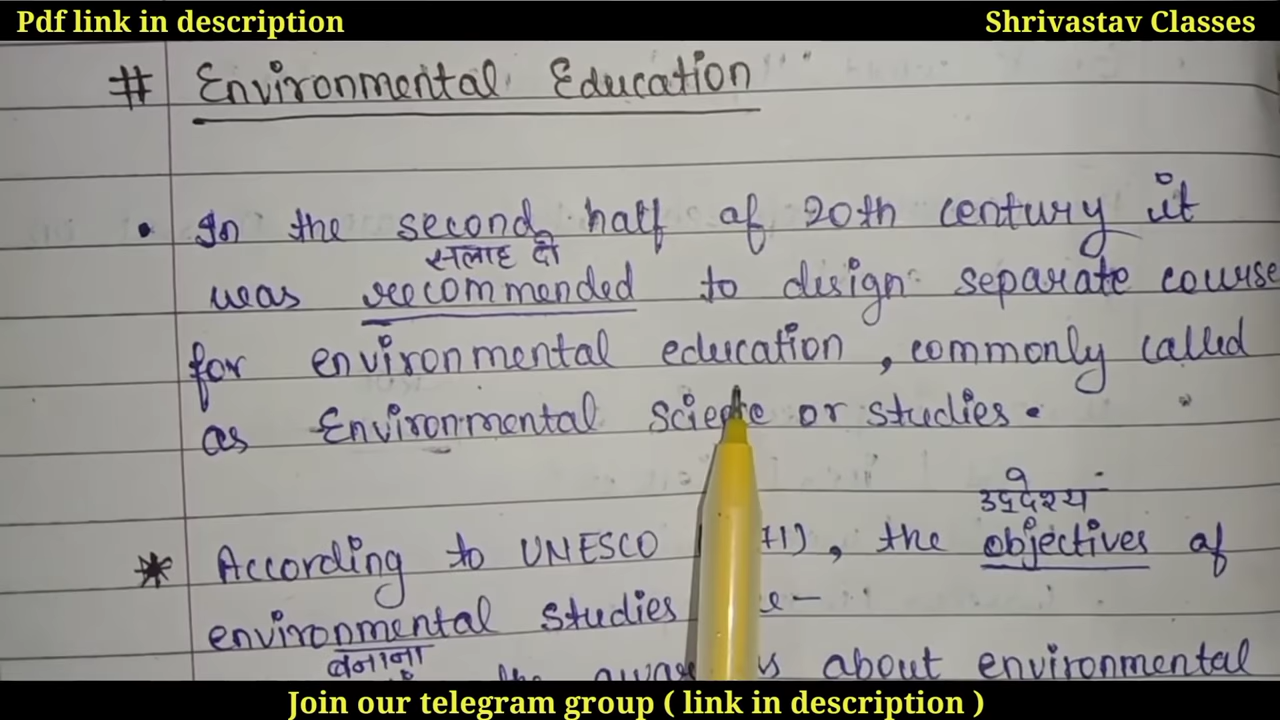 Pdf link in description
Shrivastav Classes
# Environmental Education
• In the second half of 20th century it
सलाह दी
was recommended to design separate course
for environmental education, commonly called
as Environmental Science or studies.
उद्देश्य
* According to UNESCO 71), the objectives of
environmental studies
बनाना
about environmental
Join our telegram group ( link in description )